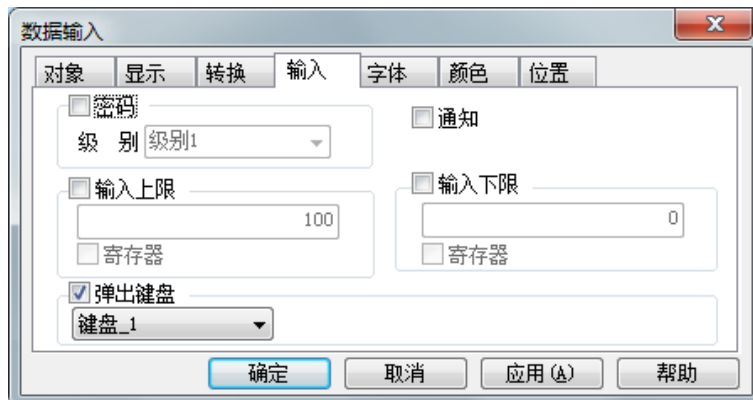 数据输入
对象 显示 转换 输入 字体 颜色 位置
密码
通知
级 别 级别1
输入上限
输入下限
100
0
寄存器
寄存器
弹出键盘
键盘_1
确定 取消 应用(A) 帮助